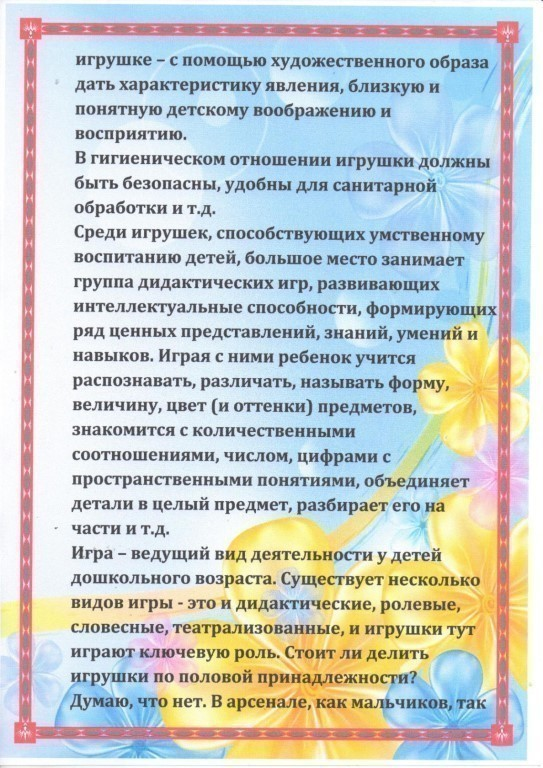 игрушке – с помощью художественного образа
дать характеристику явления, близкую и
понятную детскому воображению и
восприятию.
В гигиеническом отношении игрушки должны
быть безопасны, удобны для санитарной
обработки и т.д.
Среди игрушек, способствующих умственному
воспитанию детей, большое место занимает
группа дидактических игр, развивающих
интеллектуальные способности, формирующих
ряд ценных представлений, знаний, умений и
навыков. Играя с ними ребенок учится
распознавать, различать, называть форму,
величину, цвет (и оттенки) предметов,
знакомится с количественными
соотношениями, числом, цифрами с
пространственными понятиями, объединяет
детали в целый предмет, разбирает его на
части и т.д.
Игра – ведущий вид деятельности у детей
дошкольного возраста. Существует несколько
видов игры - это и дидактические, ролевые,
словесные, театрализованные, и игрушки тут
играют ключевую роль. Стоит ли делить
игрушки по половой принадлежности?
Думаю, что нет. В арсенале, как мальчиков, так